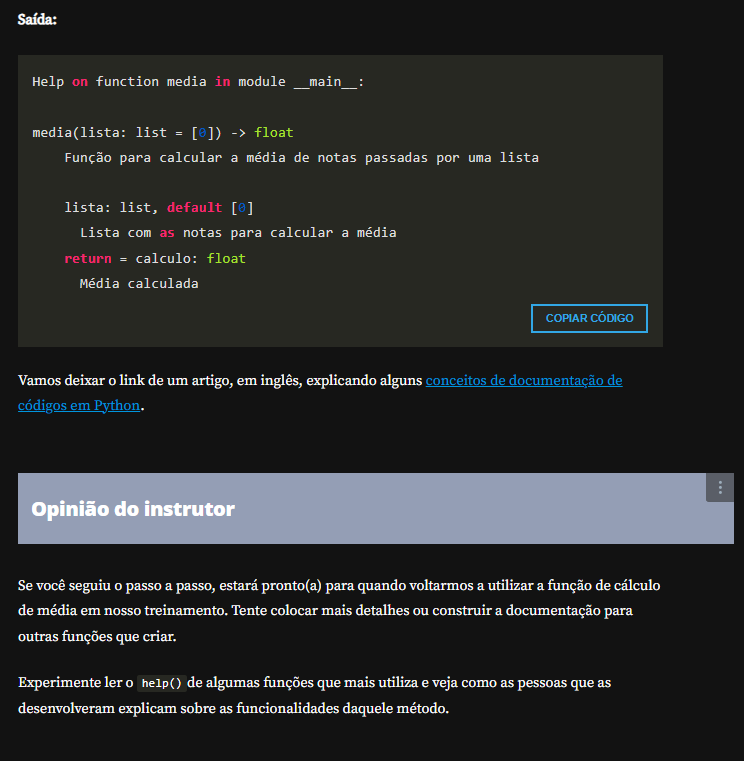 Saída:
Help on function media in module __main__:
media(lista: list = [0]) -> float
Função para calcular a média de notas passadas por uma lista
lista: list, default [0]
Lista com as notas para calcular a média
return = calculo: float
Média calculada
COPIAR CÓDIGO
Vamos deixar o link de um artigo, em inglês, explicando alguns conceitos de documentação de
códigos em Python.
Opinião do instrutor
Se você seguiu o passo a passo, estará pronto(a) para quando voltarmos a utilizar a função de cálculo
de média em nosso treinamento. Tente colocar mais detalhes ou construir a documentação para
outras funções que criar.
Experimente ler o help() de algumas funções que mais utiliza e veja como as pessoas que as
desenvolveram explicam sobre as funcionalidades daquele método.